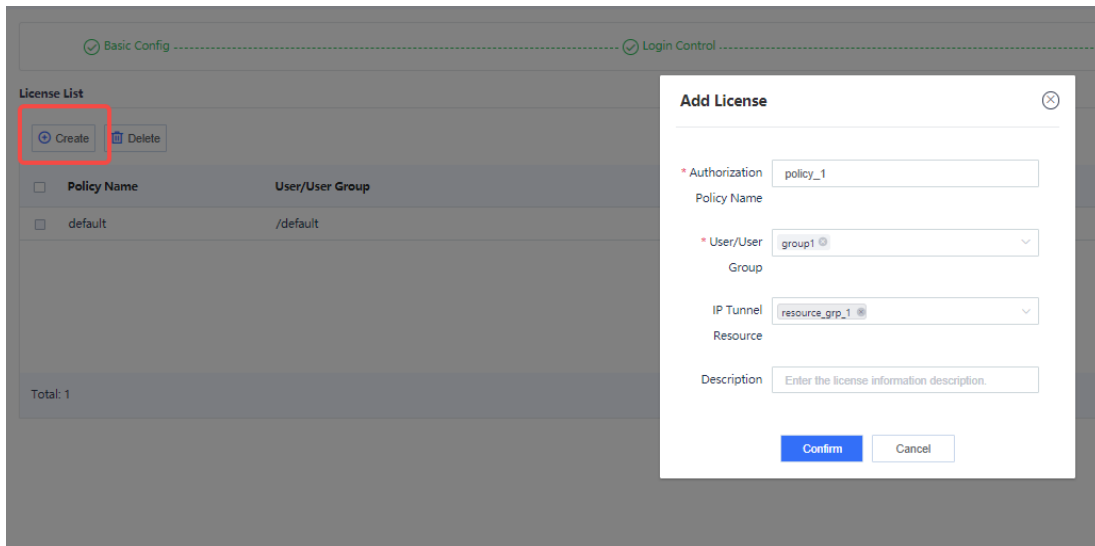 Basic Config
Login Control
License List
Create
Delete
Policy Name
User/User Group
default
/default
Total: 1
Add License
* Authorization Policy Name
policy_1
* User/User Group
group1
IP Tunnel Resource
resource_grp_1
Description
Enter the license information description.
Confirm
Cancel